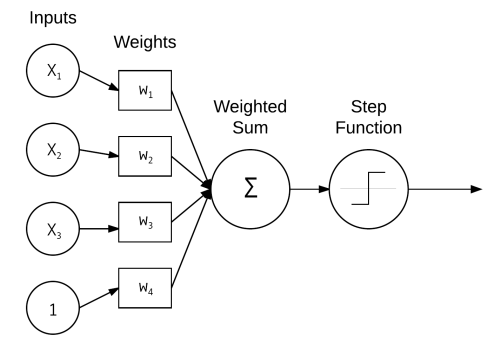 Inputs
Weights
X₁
w₁
X₂
w₂
X₃
w₃
1
w₄
Weighted
Sum
Σ
Step
Function